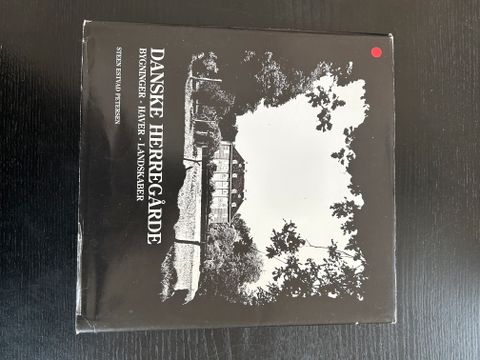 DANSKE HERREGÅRDE
BYGNINGER · HAVER · LANDSKABER
STEEN ESTVAD PETERSEN